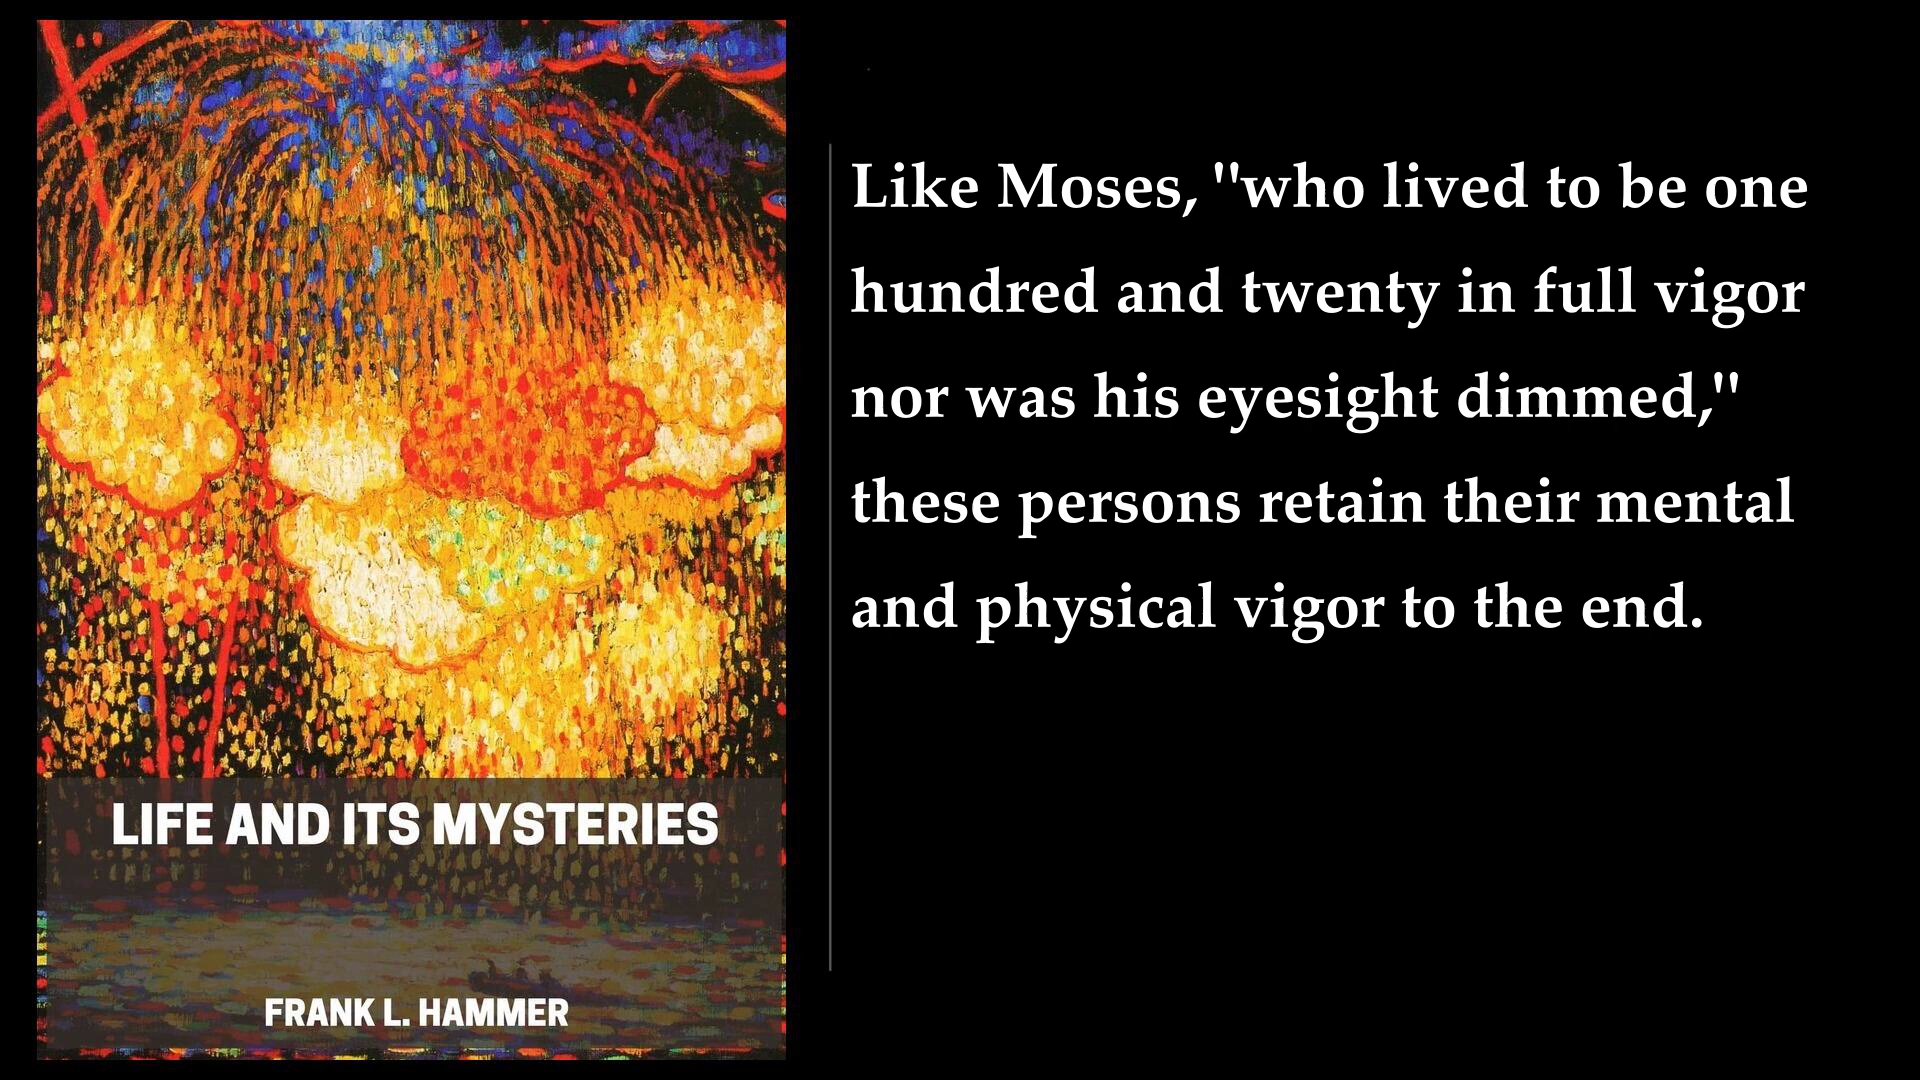 LIFE AND ITS MYSTERIES
FRANK L. HAMMER
Like Moses, "who lived to be one
hundred and twenty in full vigor
nor was his eyesight dimmed,"
these persons retain their mental
and physical vigor to the end.